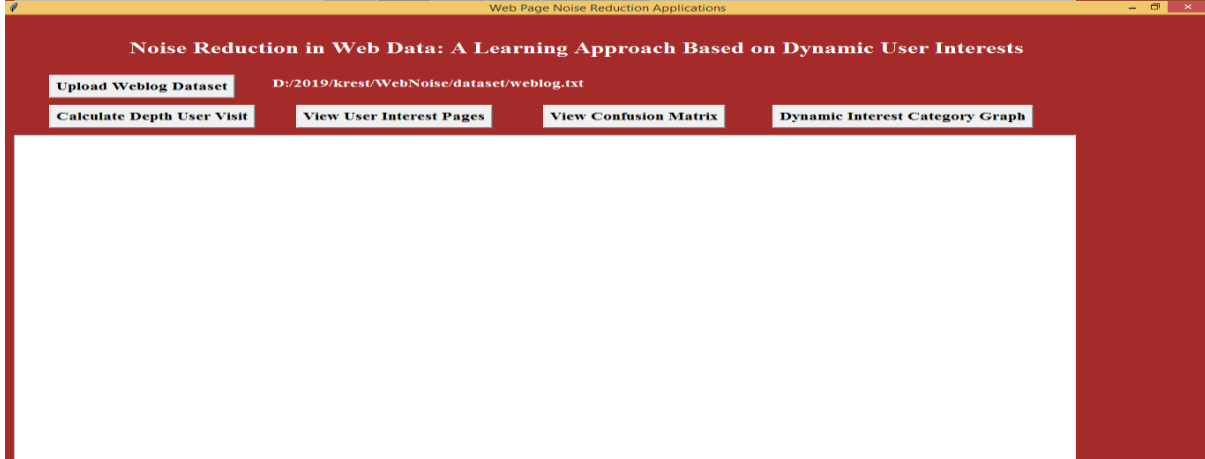 Web Page Noise Reduction Applications
Noise Reduction in Web Data: A Learning Approach Based on Dynamic User Interests
Upload Weblog Dataset D:/2019/krest/WebNoise/dataset/weblog.txt
Calculate Depth User Visit View User Interest Pages View Confusion Matrix Dynamic Interest Category Graph